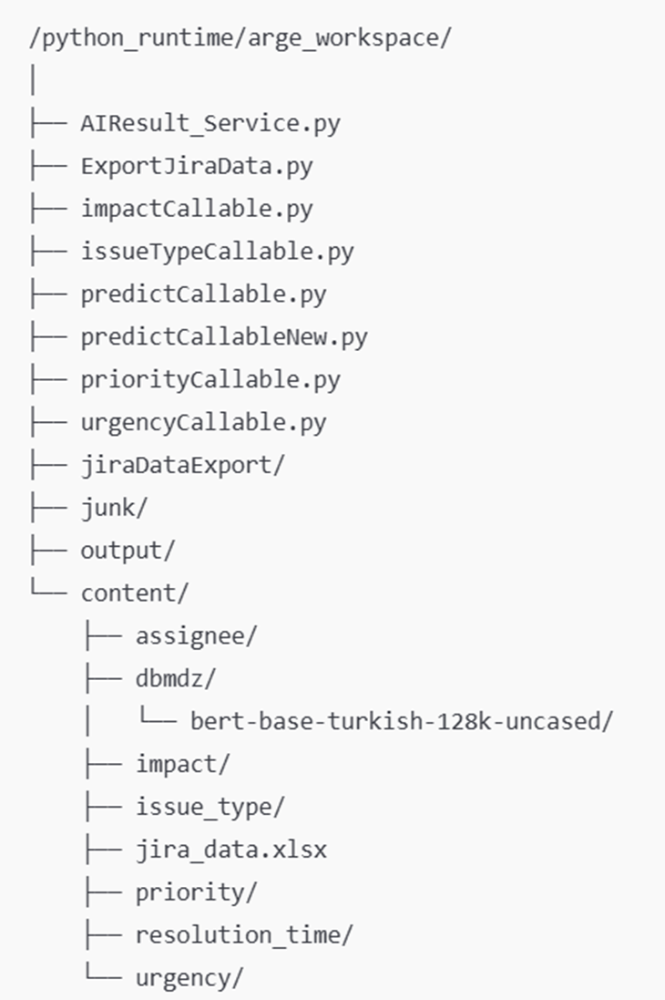 /python_runtime/arge_workspace/
│
├── AIResult_Service.py
├── ExportJiraData.py
├── impactCallable.py
├── issueTypeCallable.py
├── predictCallable.py
├── predictCallableNew.py
├── priorityCallable.py
├── urgencyCallable.py
├── jiraDataExport/
├── junk/
├── output/
└── content/
    ├── assignee/
    ├── dbmdz/
    │   └── bert-base-turkish-128k-uncased/
    ├── impact/
    ├── issue_type/
    ├── jira_data.xlsx
    ├── priority/
    ├── resolution_time/
    └── urgency/